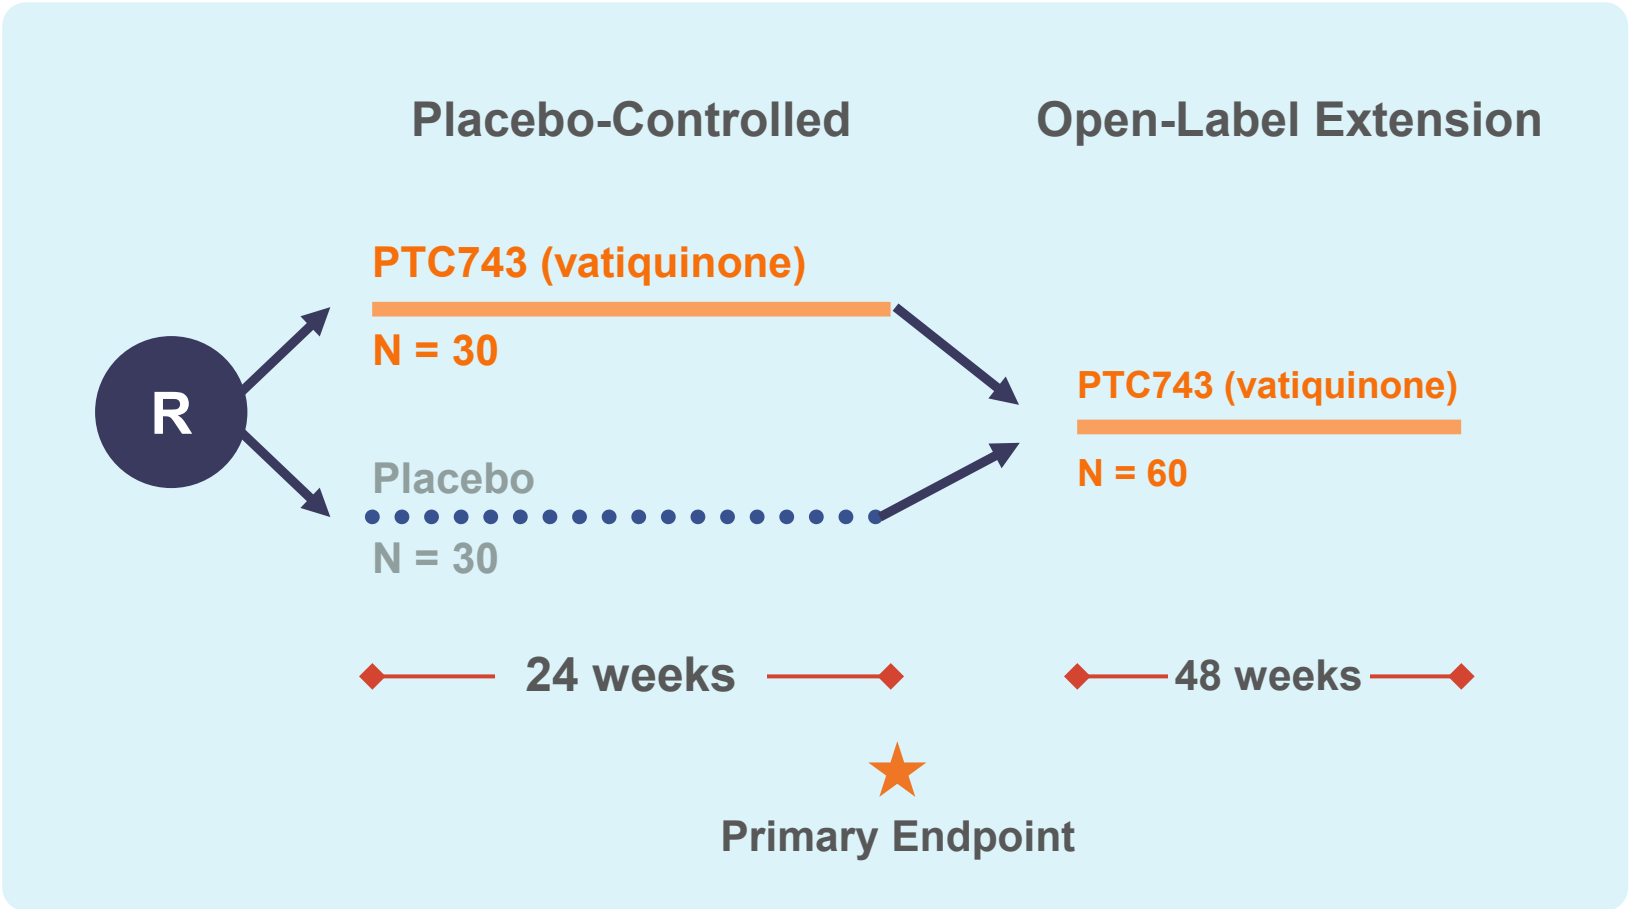 Placebo-Controlled
Open-Label Extension
PTC743 (vatiquinone)
N = 30
R
PTC743 (vatiquinone)
N = 60
Placebo
N = 30
24 weeks
48 weeks
Primary Endpoint